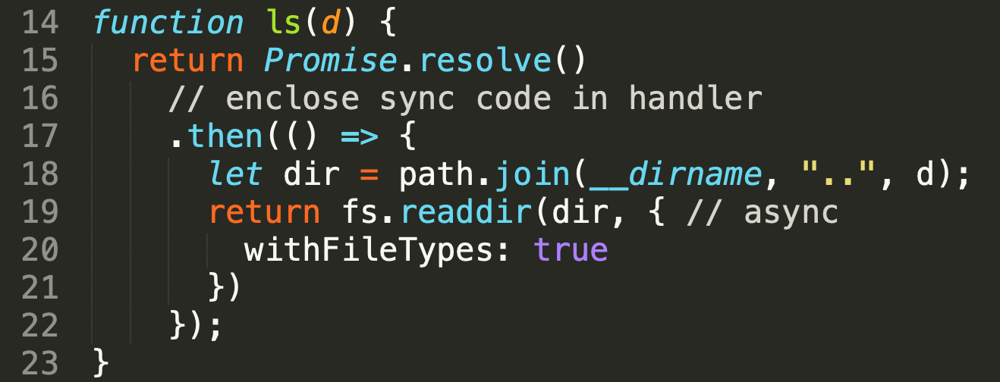 14 function ls(d) {
15   return Promise.resolve()
16     // enclose sync code in handler
17     .then(() => {
18       let dir = path.join(__dirname, "..", d);
19       return fs.readdir(dir, { // async
20         withFileTypes: true
21       })
22     });
23 }